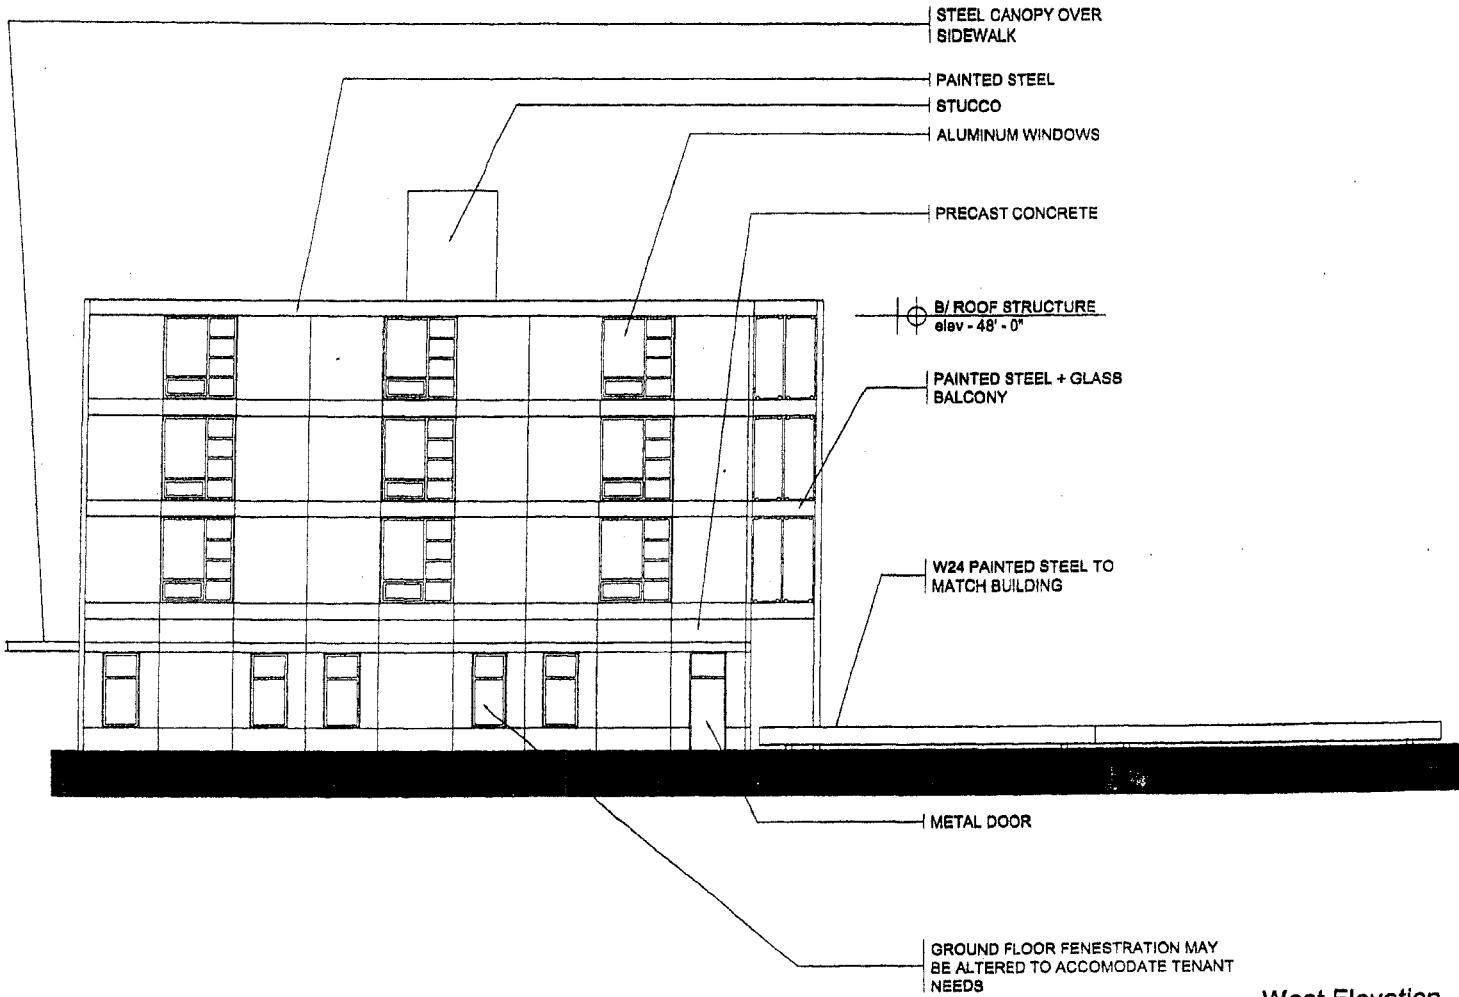 STEEL CANOPY OVER
SIDEWALK
PAINTED STEEL
STUCCO
ALUMINUM WINDOWS
PRECAST CONCRETE
B/ ROOF STRUCTURE
elev - 48' - 0"
PAINTED STEEL + GLASS
BALCONY
W24 PAINTED STEEL TO
MATCH BUILDING
METAL DOOR
GROUND FLOOR FENESTRATION MAY
BE ALTERED TO ACCOMODATE TENANT
NEEDS
West Elevation